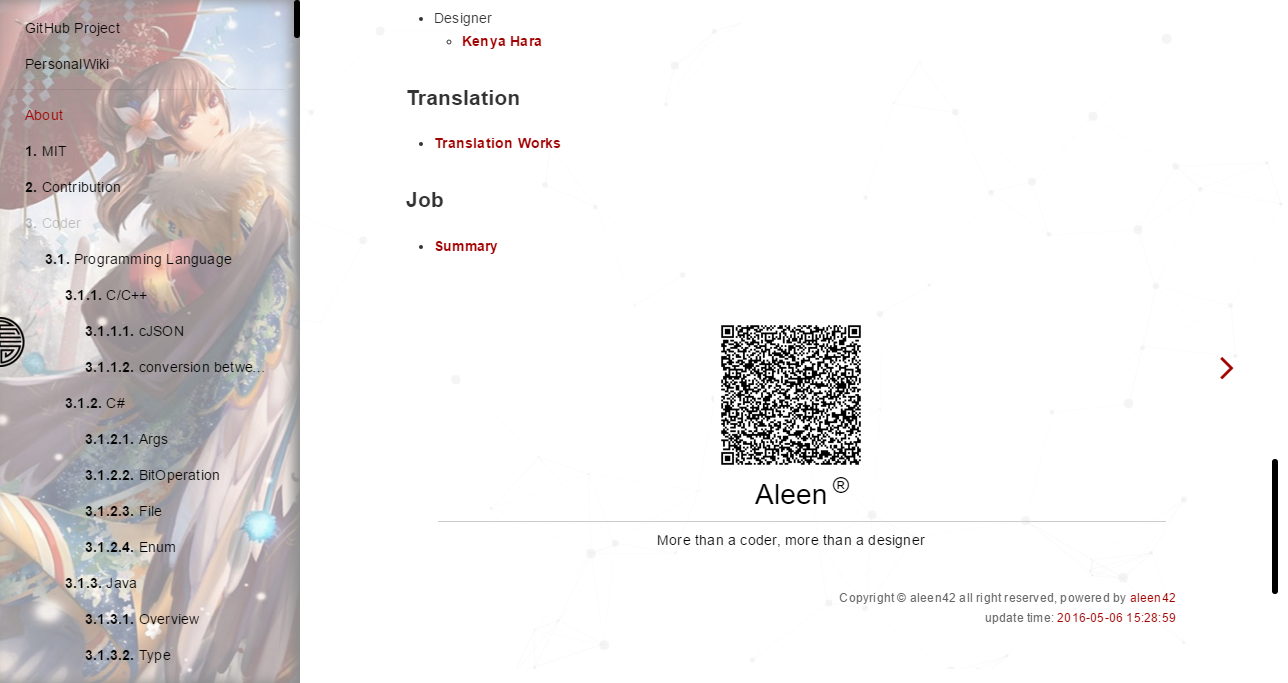 GitHub Project
PersonalWiki
About
1. MIT
2. Contribution
3. Coder
3.1. Programming Language
3.1.1. C/C++
3.1.1.1. cJSON
3.1.1.2. conversion betwe...
3.1.2. C#
3.1.2.1. Args
3.1.2.2. BitOperation
3.1.2.3. File
3.1.2.4. Enum
3.1.3. Java
3.1.3.1. Overview
3.1.3.2. Type
Designer
Kenya Hara
Translation
Translation Works
Job
Summary
Aleen ®
More than a coder, more than a designer
Copyright © aleen42 all right reserved, powered by aleen42
update time: 2016-05-06 15:28:59